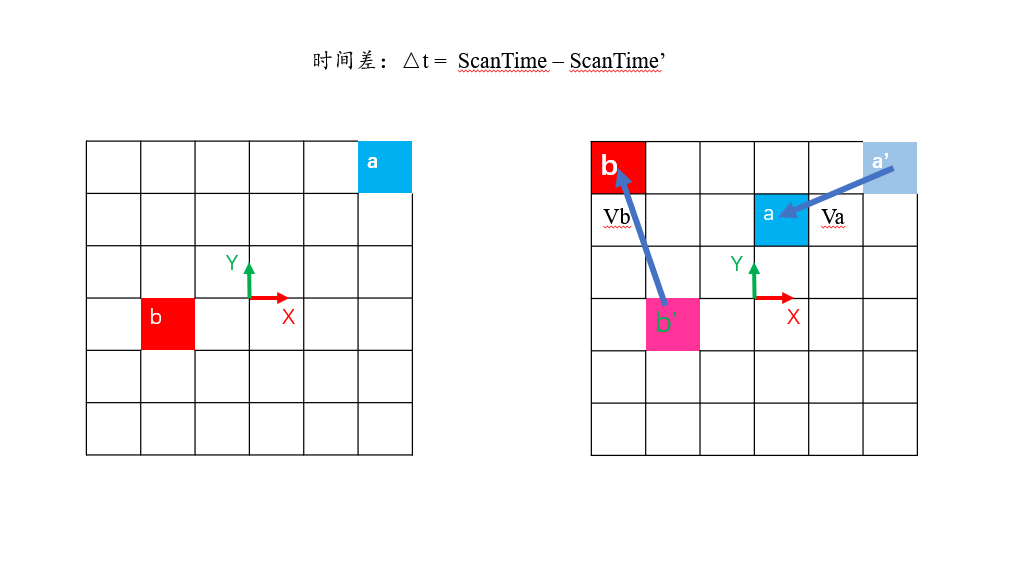 时间差：△t = ScanTime – ScanTime’
a
Y
b
X
b
a’
Vb
a
Va
Y
b’
X